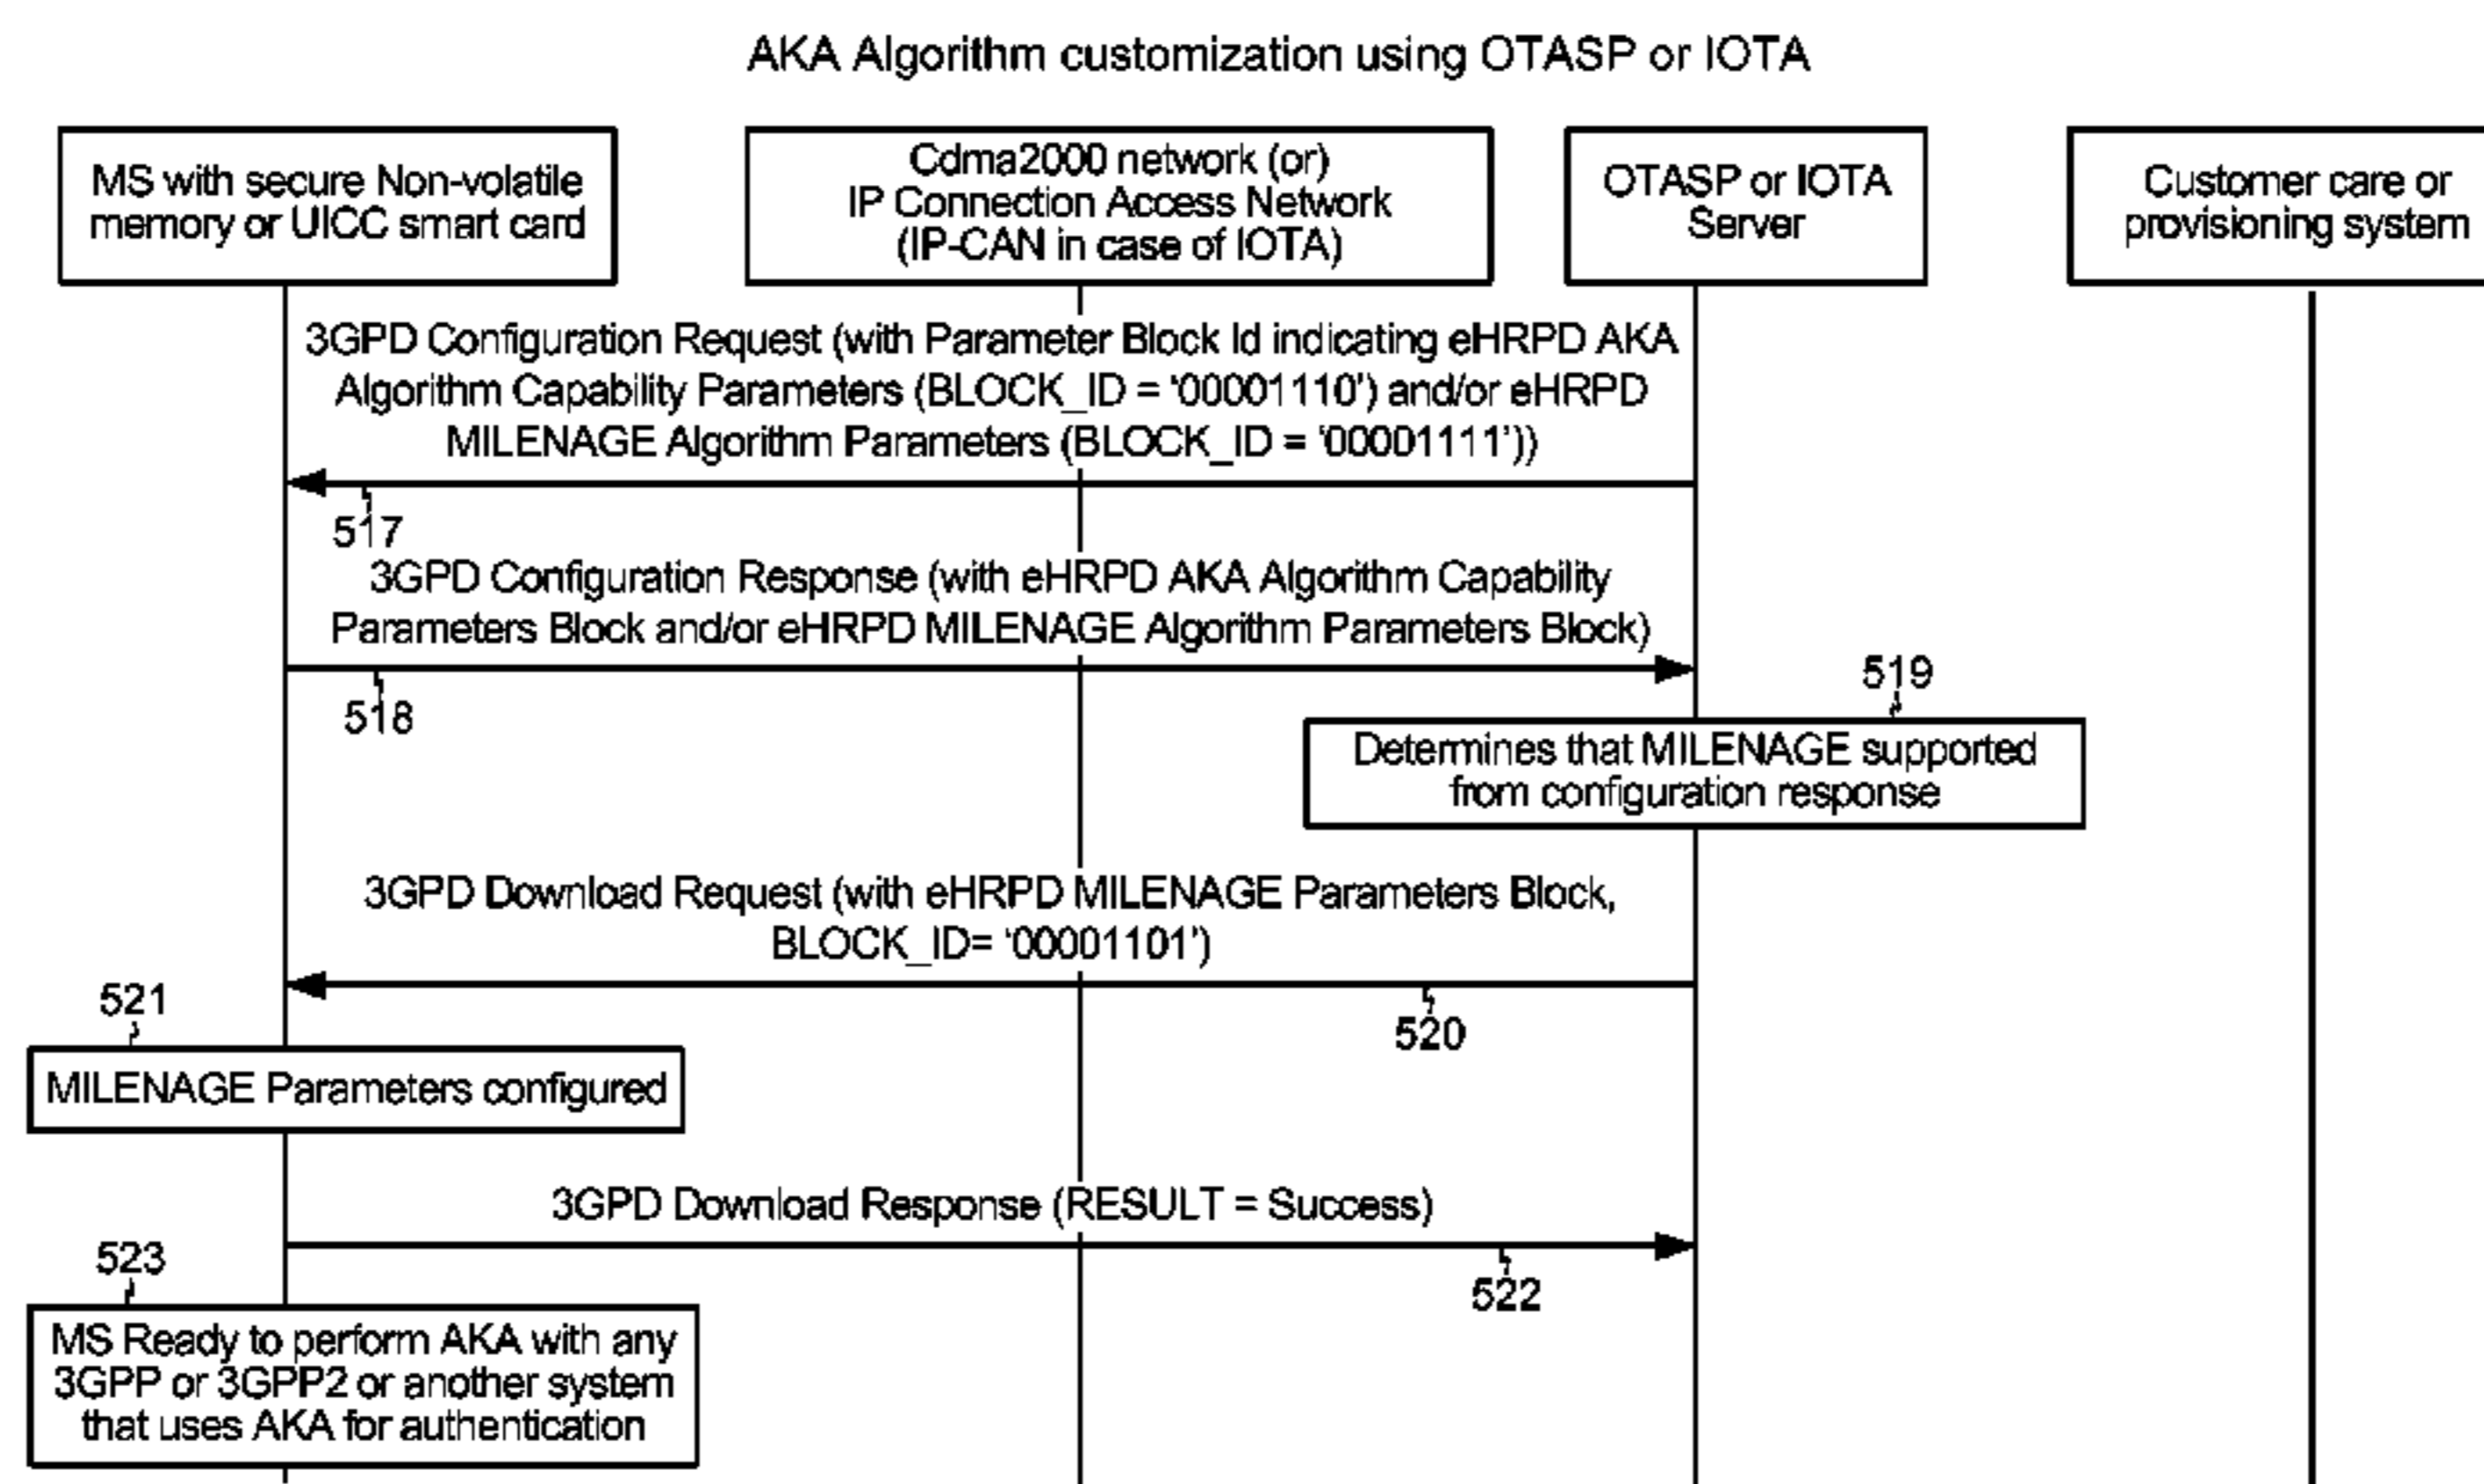 AKA Algorithm customization using OTASP or IOTA
MS with secure Non-volatile
memory or UICC smart card
Cdma2000 network (or)
IP Connection Access Network
(IP-CAN in case of IOTA)
OTASP or IOTA
Server
Customer care or
provisioning system
3GPD Configuration Request (with Parameter Block Id indicating eHRPD AKA
Algorithm Capability Parameters (BLOCK_ID = '00001110') and/or eHRPD
MILENAGE Algorithm Parameters (BLOCK_ID = '00001111'))
517
3GPD Configuration Response (with eHRPD AKA Algorithm Capability
Parameters Block and/or eHRPD MILENAGE Algorithm Parameters Block)
518
519
Determines that MILENAGE supported
from configuration response
3GPD Download Request (with eHRPD MILENAGE Parameters Block,
BLOCK_ID= '00001101')
520
521
MILENAGE Parameters configured
3GPD Download Response (RESULT = Success)
522
523
MS Ready to perform AKA with any
3GPP or 3GPP2 or another system
that uses AKA for authentication